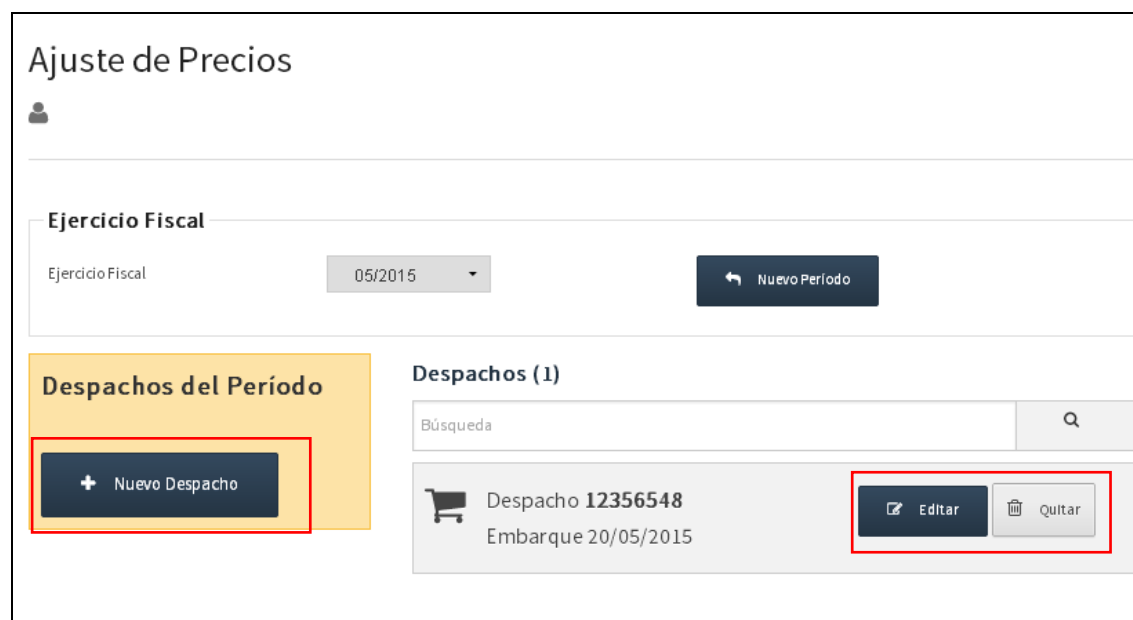 Ajuste de Precios
Ejercicio Fiscal
Ejercicio Fiscal
05/2015
Nuevo Período
Despachos del Período
Nuevo Despacho
Despachos (1)
Búsqueda
Despacho 12356548
Embarque 20/05/2015
Editar
Quitar